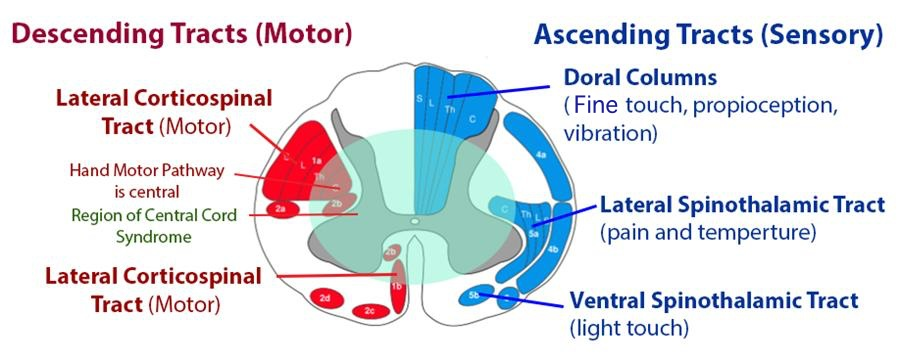 Descending Tracts (Motor)
Ascending Tracts (Sensory)
Lateral Corticospinal
Tract (Motor)
Hand Motor Pathway
is central
Region of Central Cord
Syndrome
Lateral Corticospinal
Tract (Motor)
Doral Columns
( Fine touch, propioception,
vibration)
Lateral Spinothalamic Tract
(pain and temperture)
Ventral Spinothalamic Tract
(light touch)
S L Th C
L 1a
Th
2a
2b
2b
1b
2d
2c
4a
C Th L
5a
4b
5b